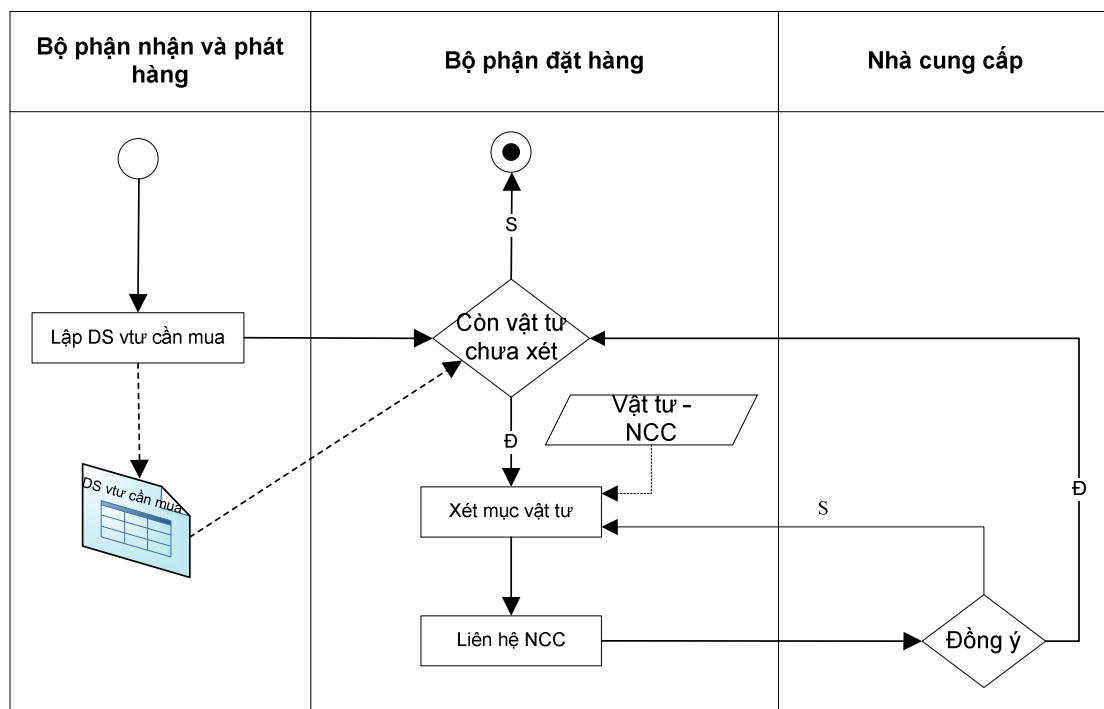 Bộ phận nhận và phát
hàng
Bộ phận đặt hàng
Nhà cung cấp
S
Lập DS vtư cần mua
Còn vật tư
chưa xét
Vật tư -
NCC
Đ
DS vtư cần mua
Xét mục vật tư
S
Đ
Liên hệ NCC
Đồng ý